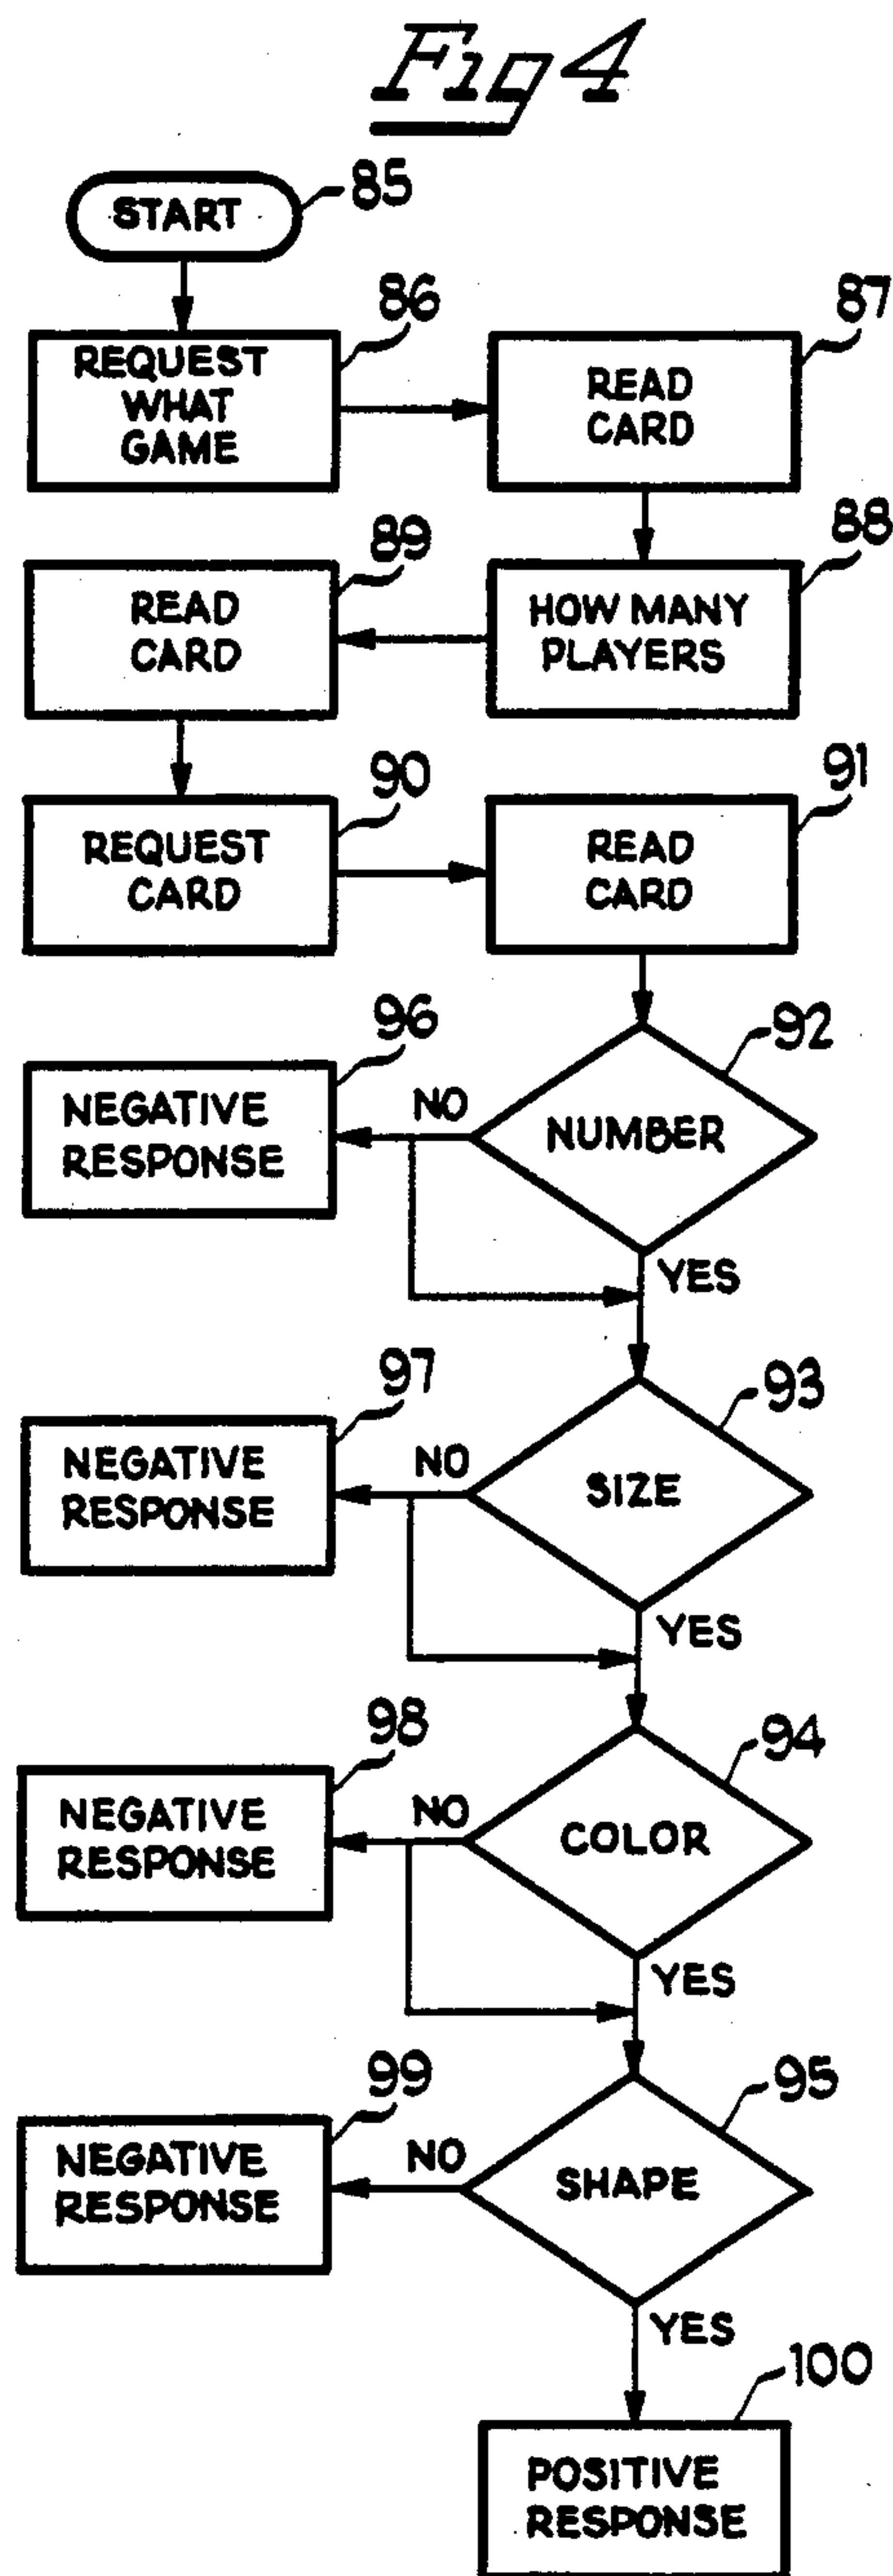 Fig 4
START
85
86
REQUEST
WHAT
GAME
87
READ
CARD
88
HOW MANY
PLAYERS
89
READ
CARD
90
REQUEST
CARD
91
READ
CARD
92
NUMBER
NO
YES
96
NEGATIVE
RESPONSE
93
SIZE
NO
YES
97
NEGATIVE
RESPONSE
94
COLOR
NO
YES
98
NEGATIVE
RESPONSE
95
SHAPE
NO
YES
99
NEGATIVE
RESPONSE
100
POSITIVE
RESPONSE